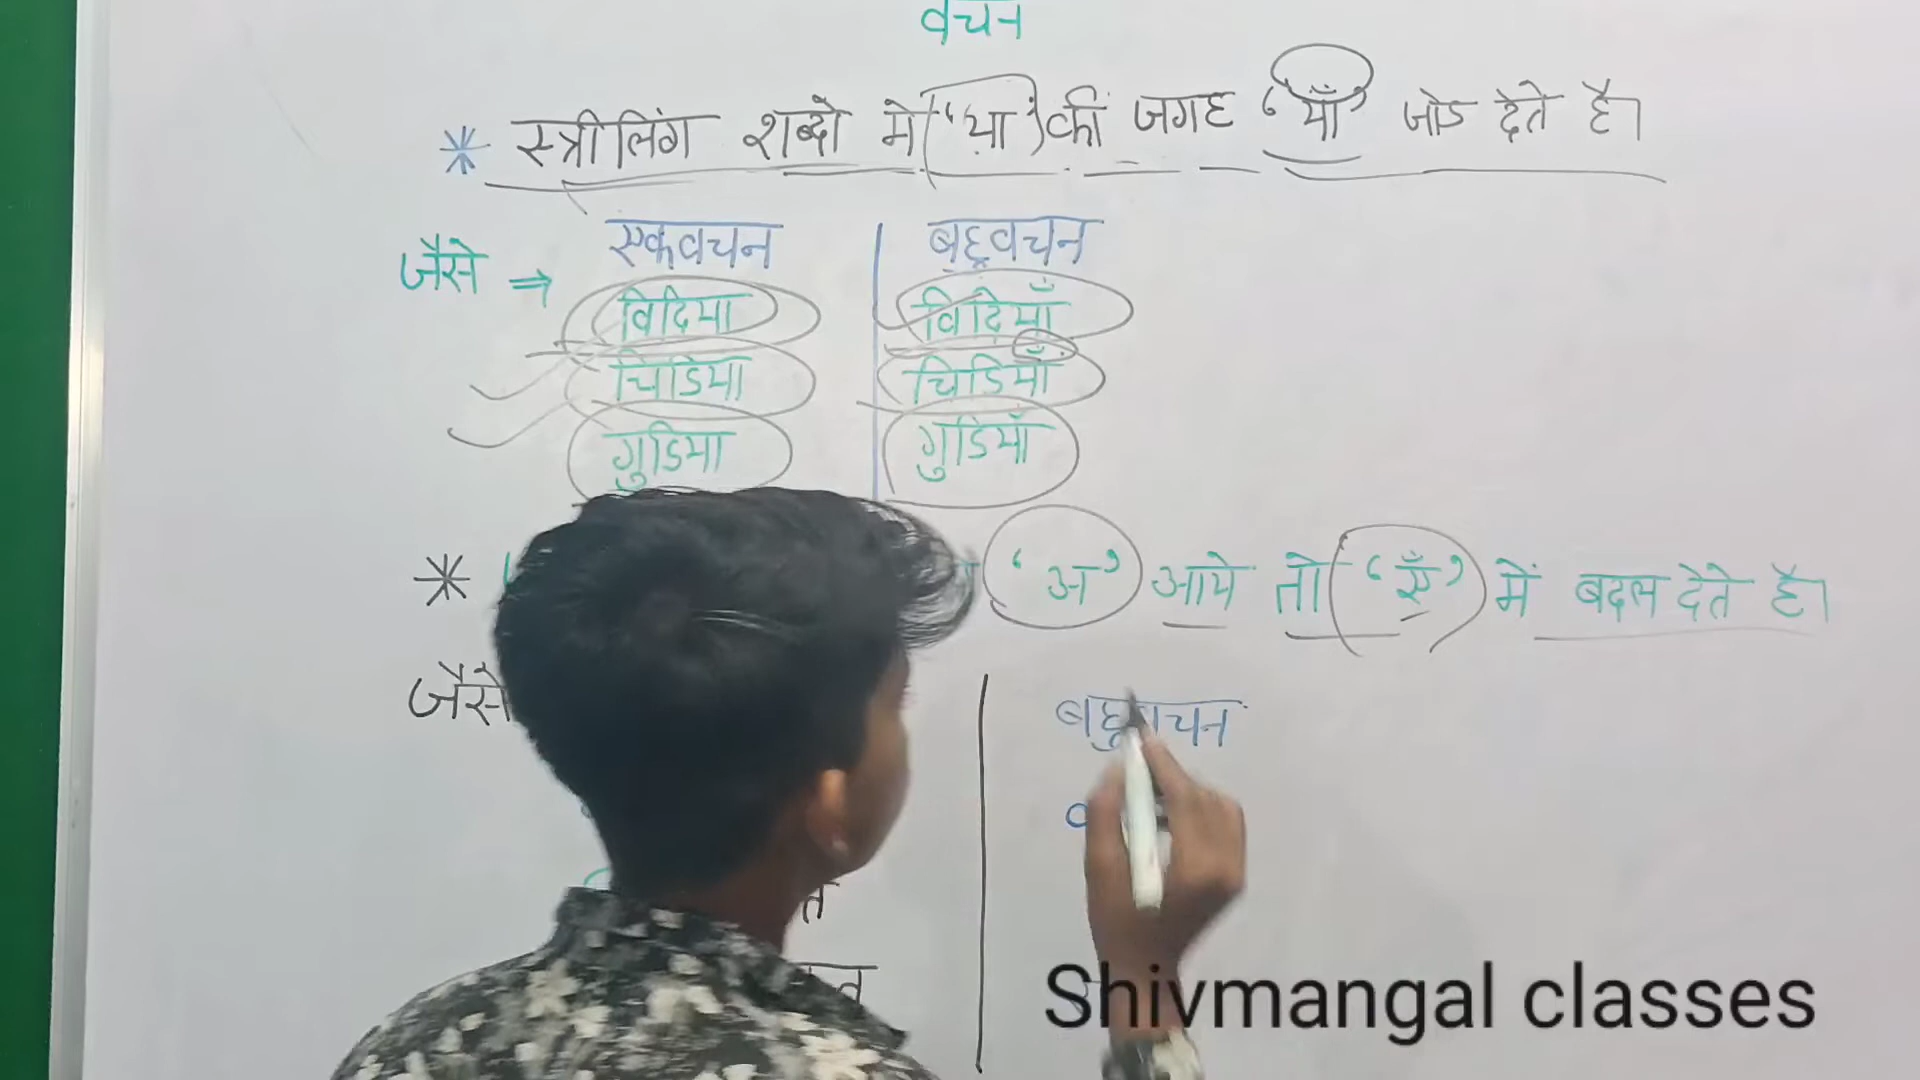 वचन
* स्त्रीलिंग शब्दो मे 'या' की जगह 'याँ' जोड देते है।
जैसे ⇒ एकवचन बहूवचन
विदिया विदियाँ
चिडिया चिडियाँ
गुडिया गुडियाँ
* 'अ' आये तो 'एँ' में बदल देते है।
जैसे बहूवचन
Shivmangal classes